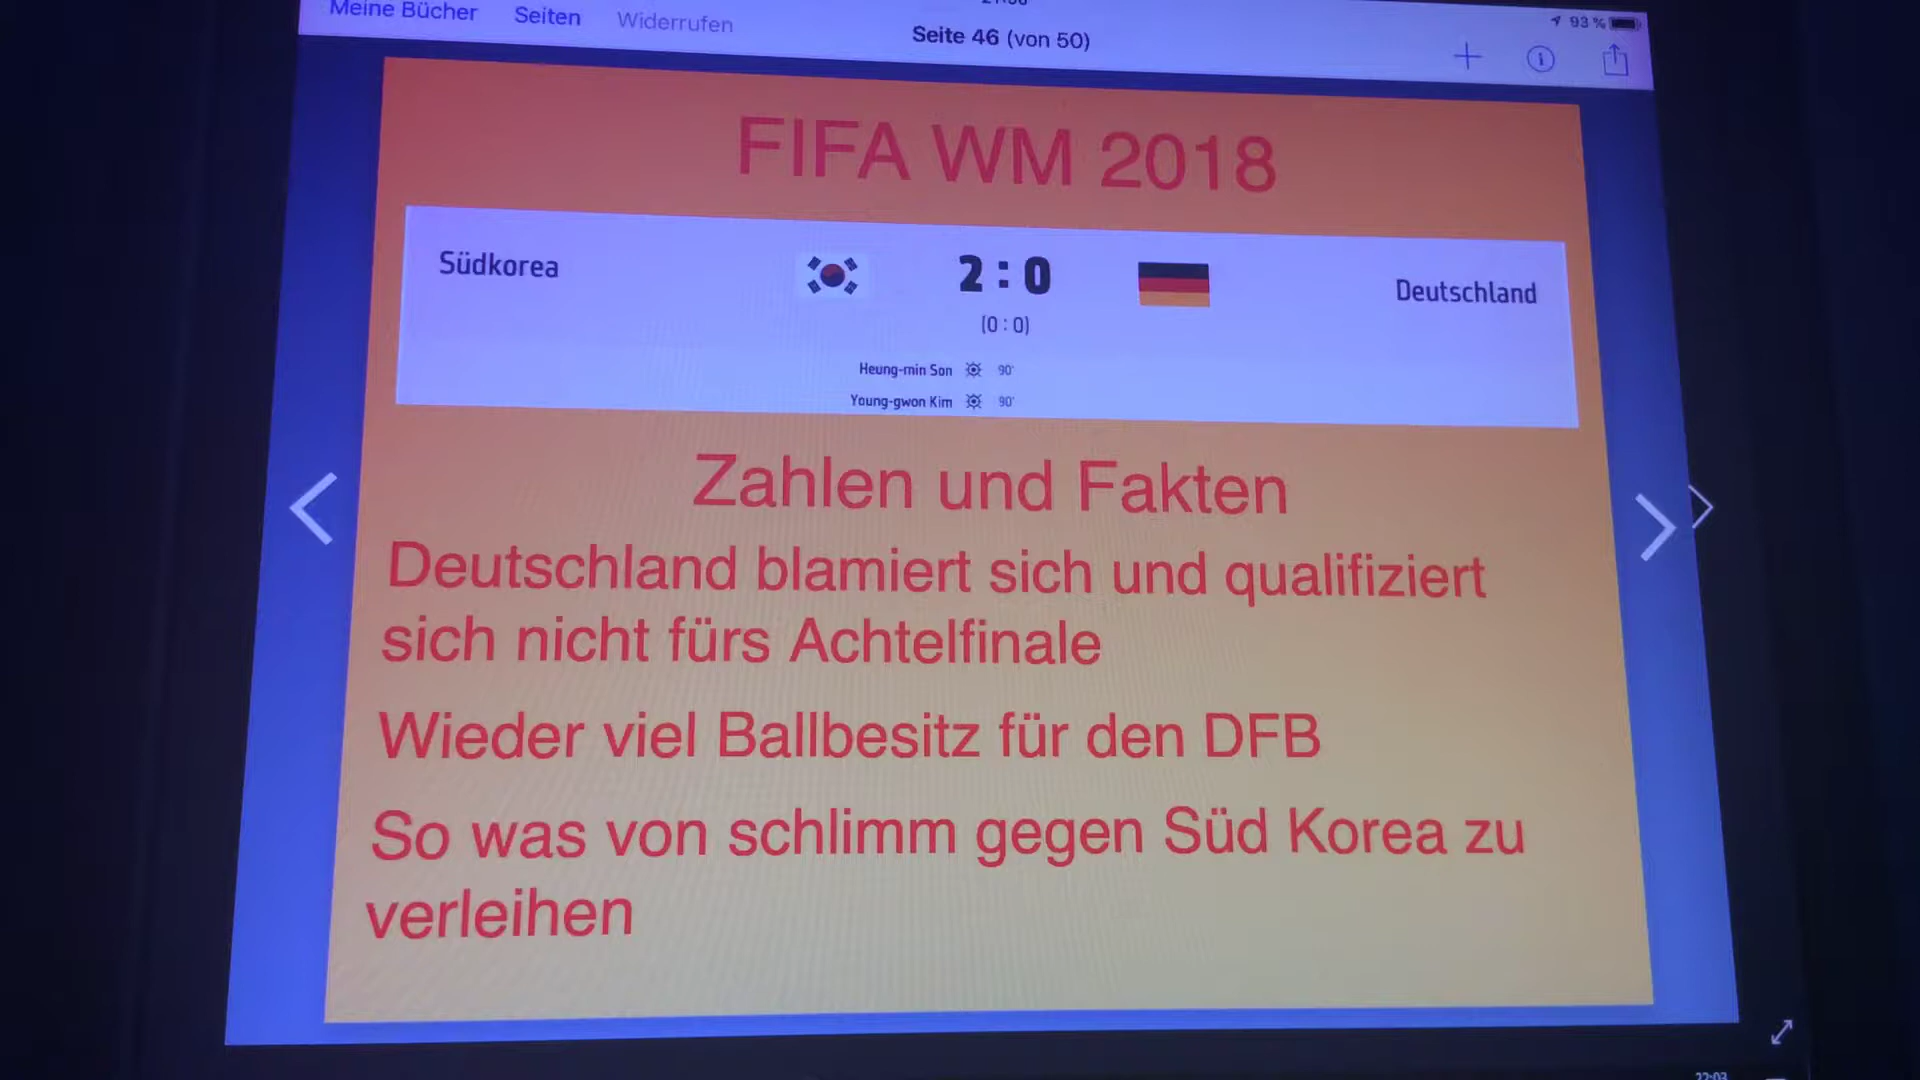 Meine Bücher Seiten Widerrufen
Seite 46 (von 50)
93 %
FIFA WM 2018
Südkorea 2 : 0 Deutschland
(0 : 0)
Heung-min Son 90'
Young-gwon Kim 90'
Zahlen und Fakten
Deutschland blamiert sich und qualifiziert
sich nicht fürs Achtelfinale
Wieder viel Ballbesitz für den DFB
So was von schlimm gegen Süd Korea zu
verleihen
22:03